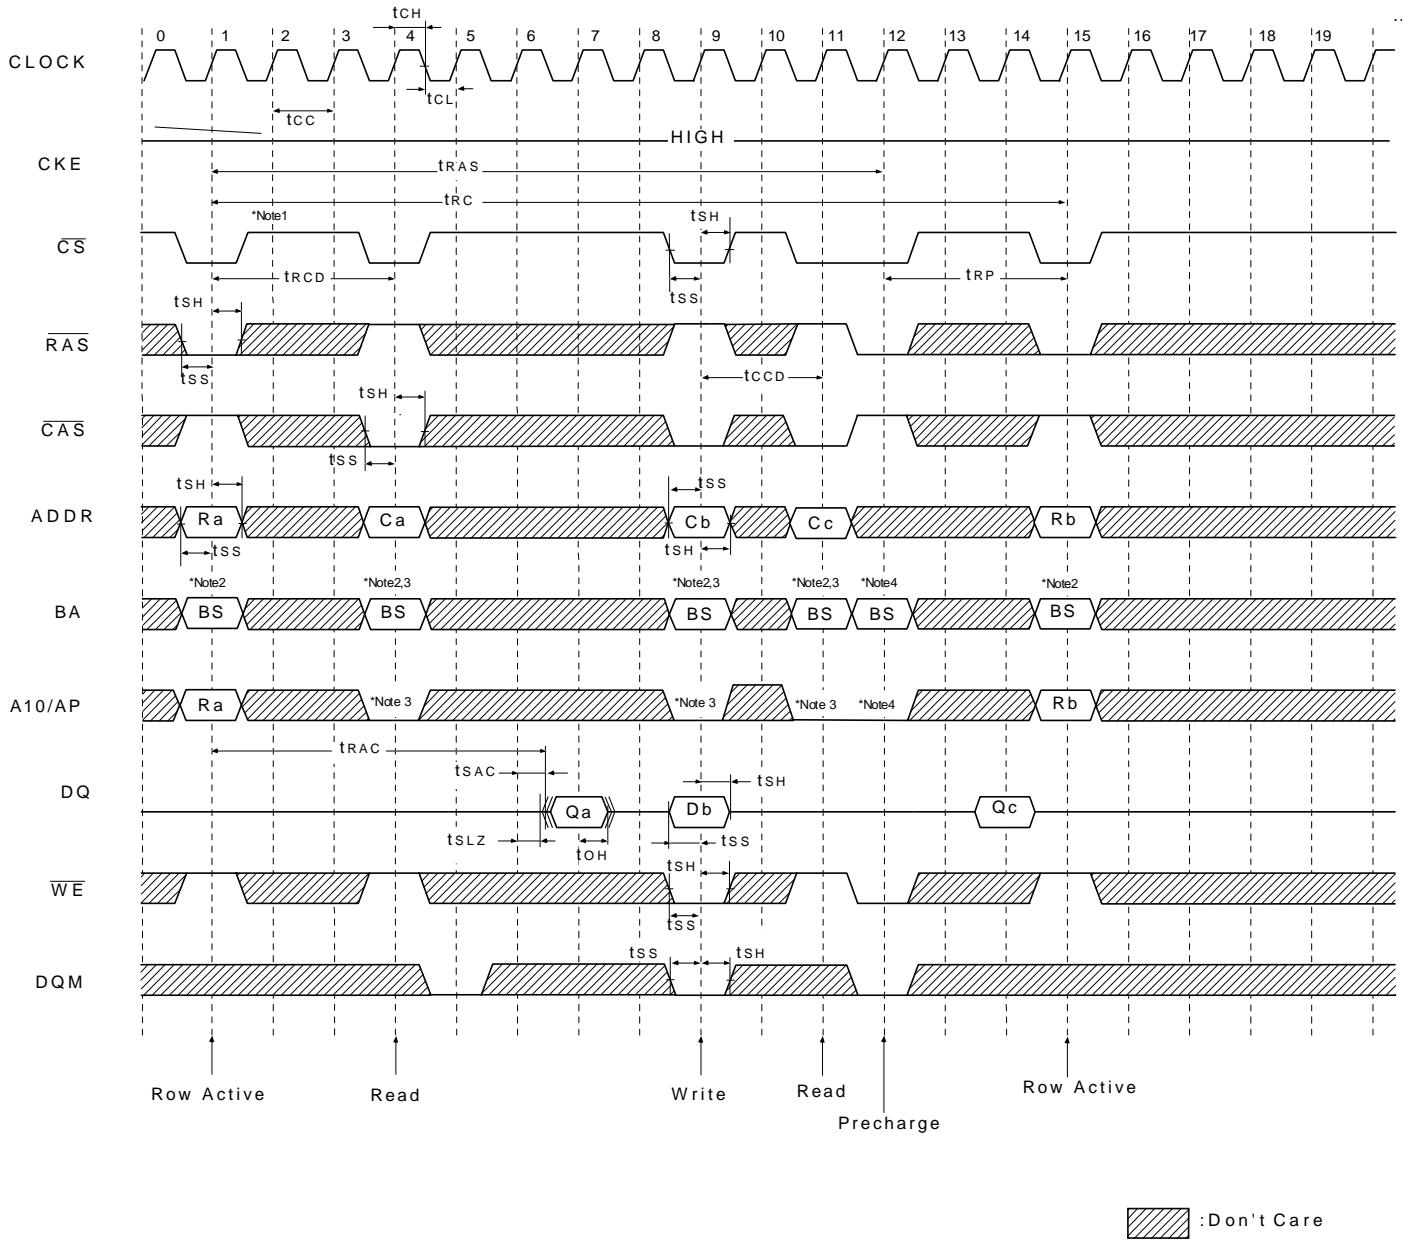 ..
tCH
0 1 2 3 4 5 6 7 8 9 10 11 12 13 14 15 16 17 18 19
CLOCK
tCL
tCC
HIGH
CKE
tRAS
tRC
*Note1
tSH
CS
tRCD
tRP
tSS
tSH
RAS
tSS
tCCD
tSH
CAS
tSS
tSH
tSS
ADDR
Ra Ca Cb Cc Rb
tSS
tSH
*Note2 *Note2,3 *Note2,3 *Note2,3 *Note4 *Note2
BA
BS BS BS BS BS BS
A10/AP
Ra *Note 3 *Note 3 *Note 3 *Note4 Rb
tRAC
tSAC
tSH
DQ
Qa Db Qc
tSLZ
tOH
tSS
tSH
WE
tSS
tSS
tSH
DQM
Row Active Read Write Read Row Active
Precharge
:Don't Care